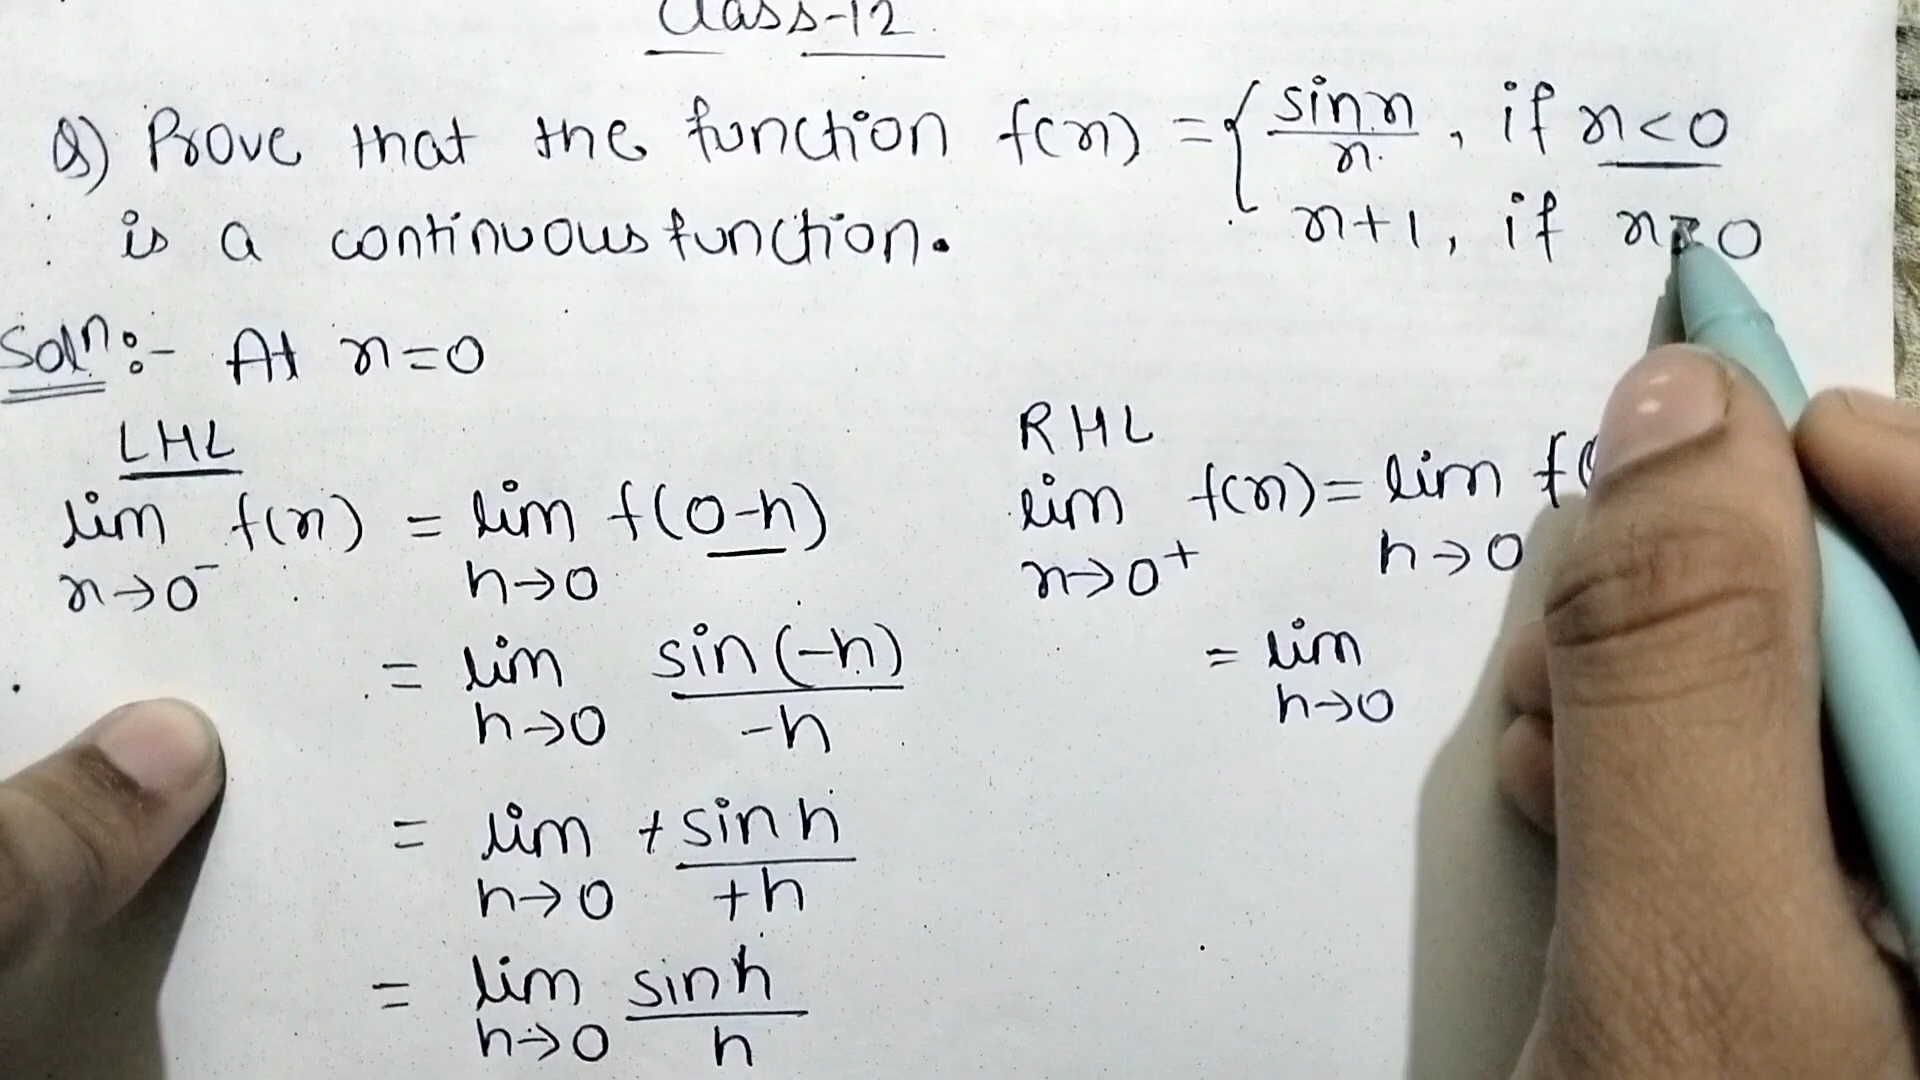 Class-12
Q) Prove that the function f(x) = { sin x / x , if x < 0
x+1, if x ≥ 0
is a continuous function.
Solⁿ:- At x=0
LHL
lim x→0⁻ f(x) = lim h→0 f(0-h)
= lim h→0 sin(-h) / -h
= lim h→0 + sin h / + h
= lim h→0 sin h / h
RHL
lim x→0⁺ f(x) = lim h→0 f(
= lim h→0